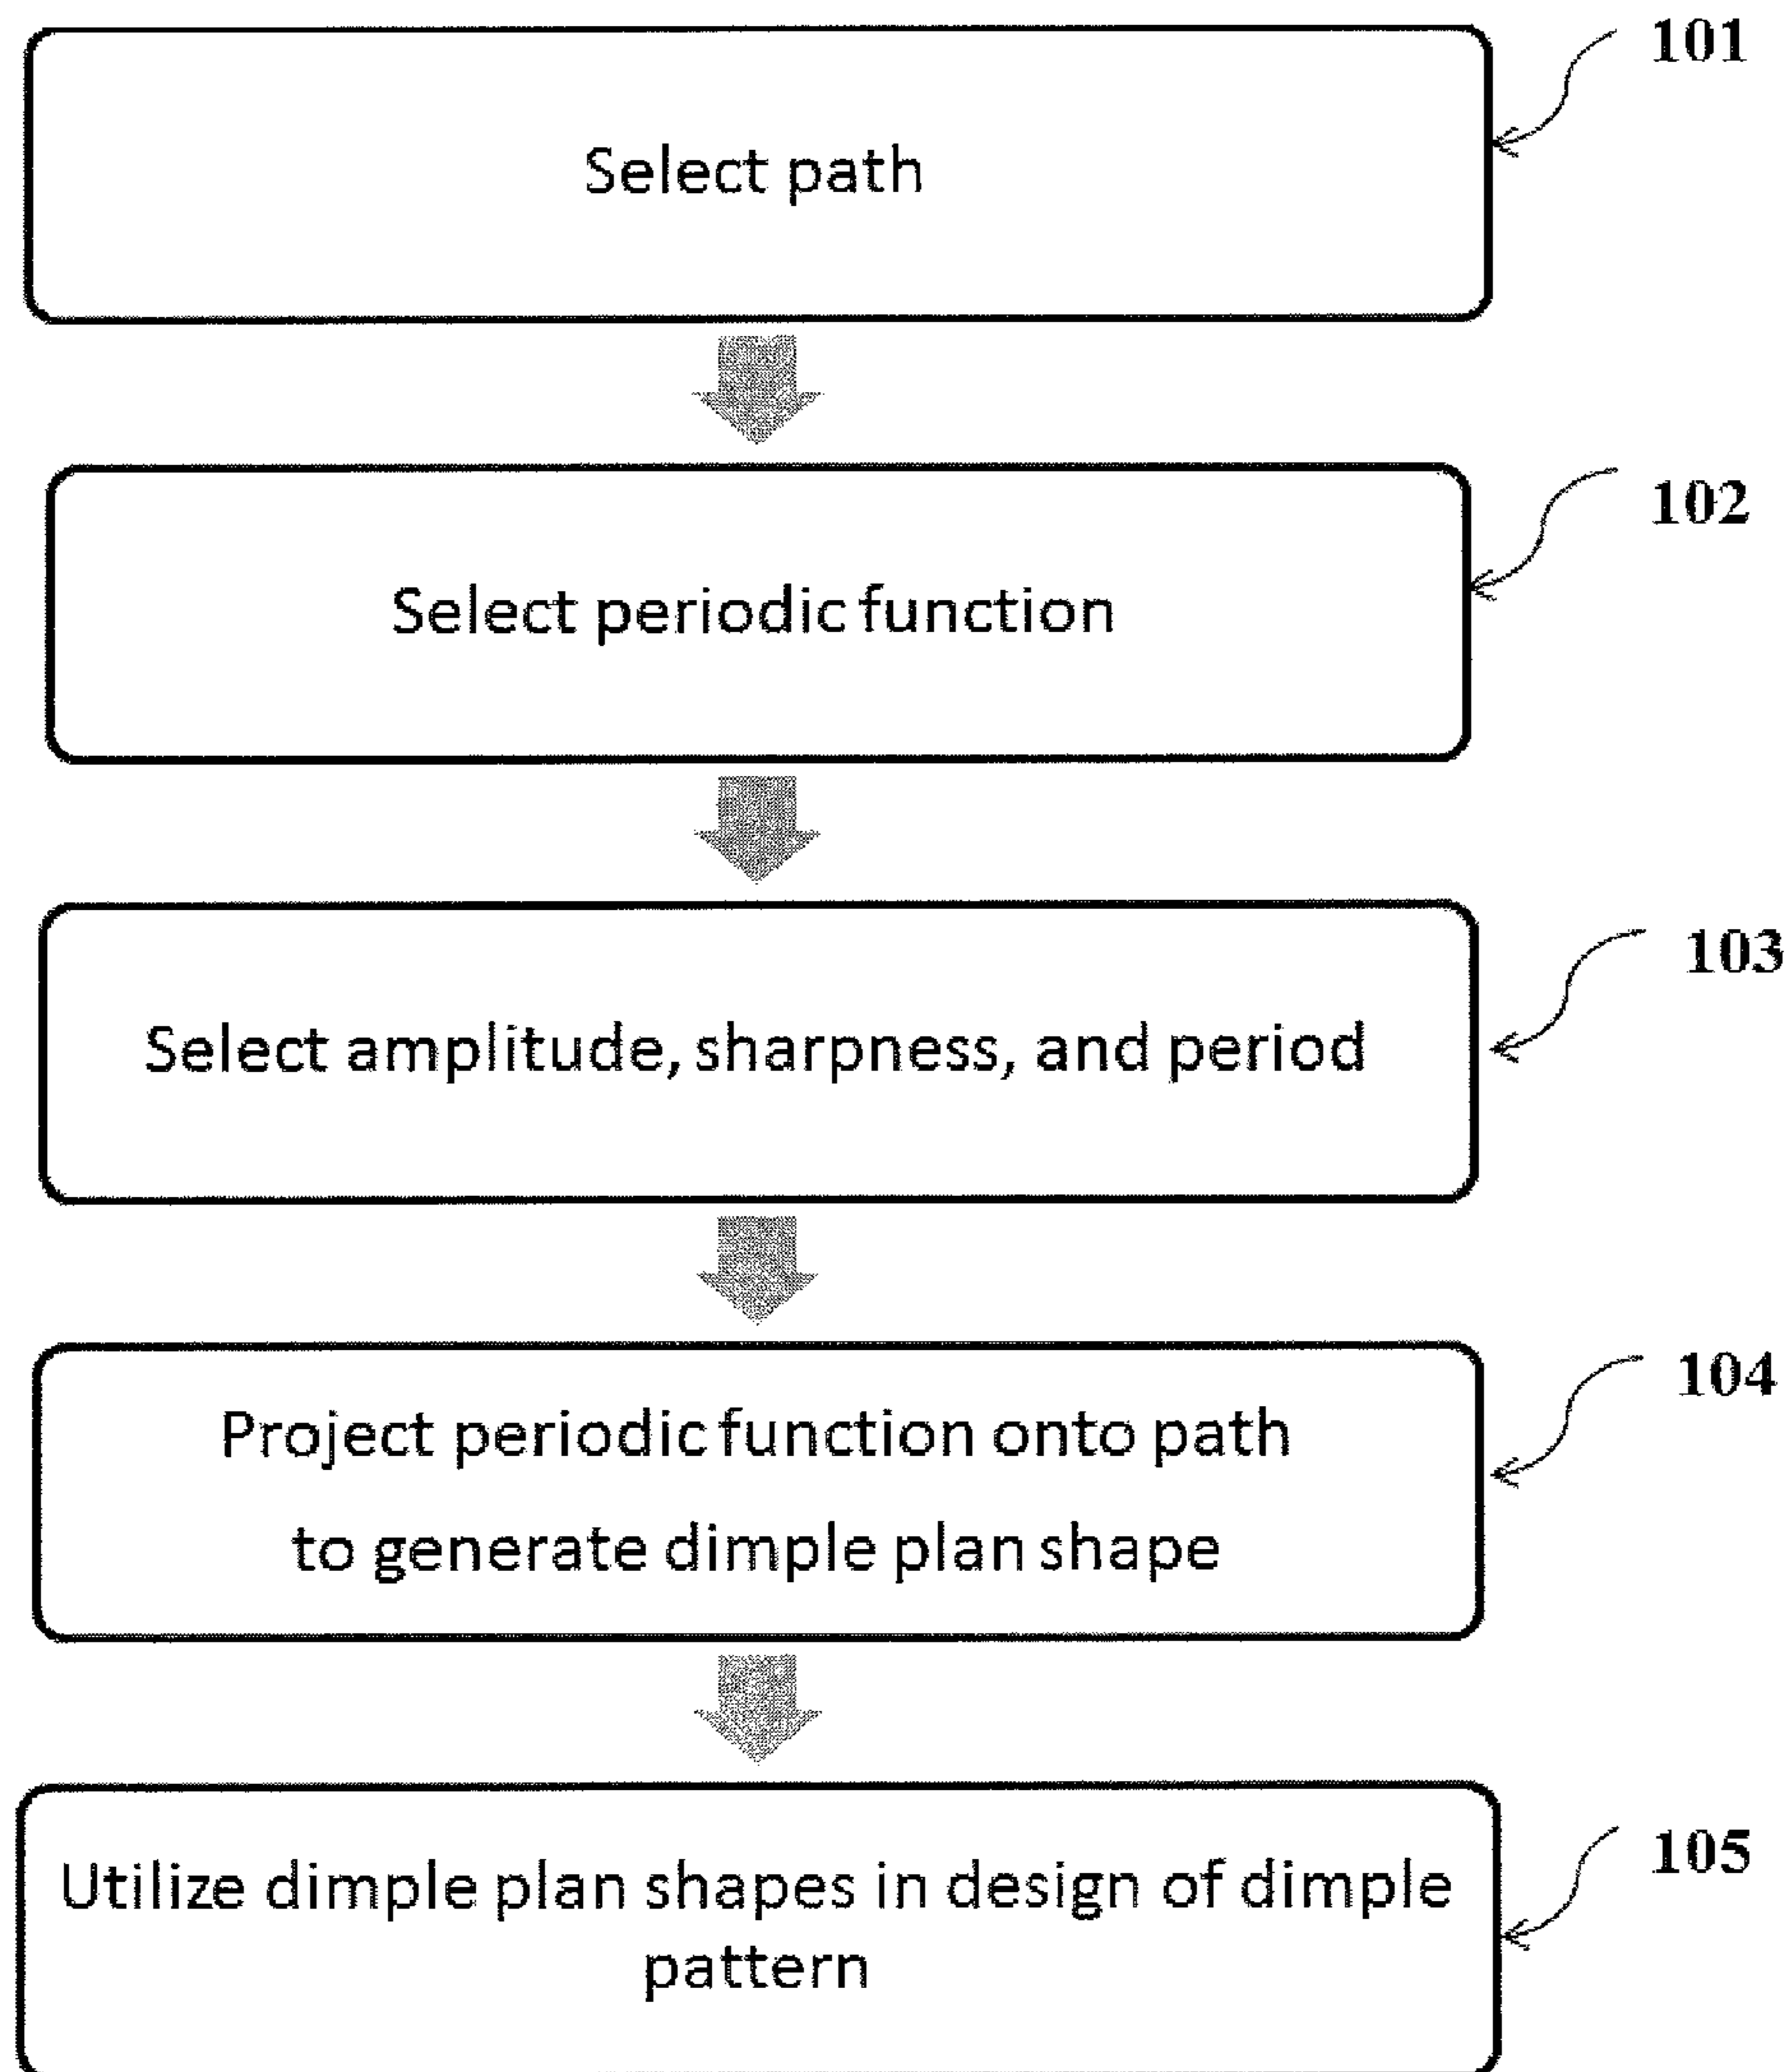 101
Select path
102
Select periodic function
103
Select amplitude, sharpness, and period
104
Project periodic function onto path
to generate dimple plan shape
105
Utilize dimple plan shapes in design of dimple
pattern